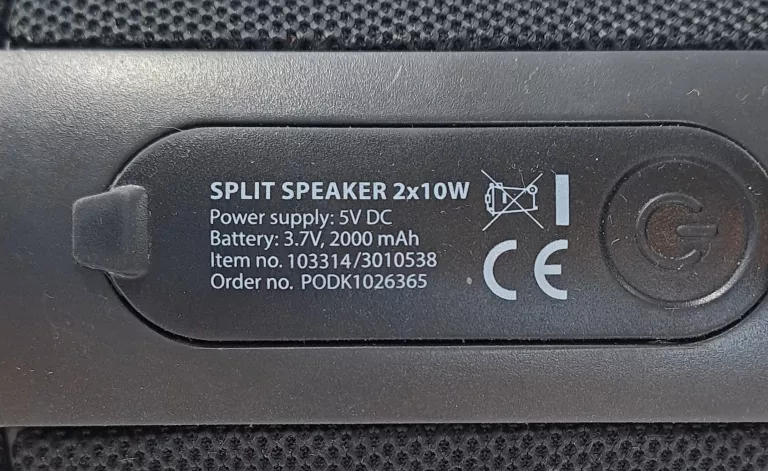 SPLIT SPEAKER 2x10W
Power supply: 5V DC
Battery: 3.7V, 2000 mAh
Item no. 103314/3010538
Order no. PODK1026365
CE